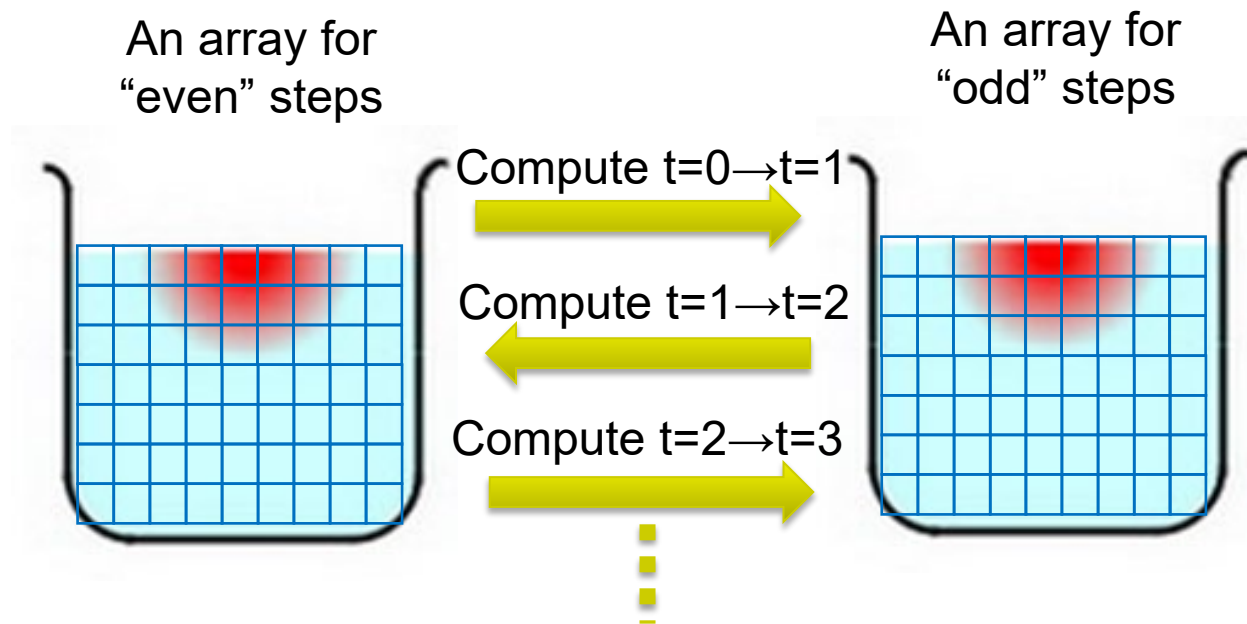 An array for
“even” steps
An array for
“odd” steps
Compute t=0→t=1
Compute t=1→t=2
Compute t=2→t=3